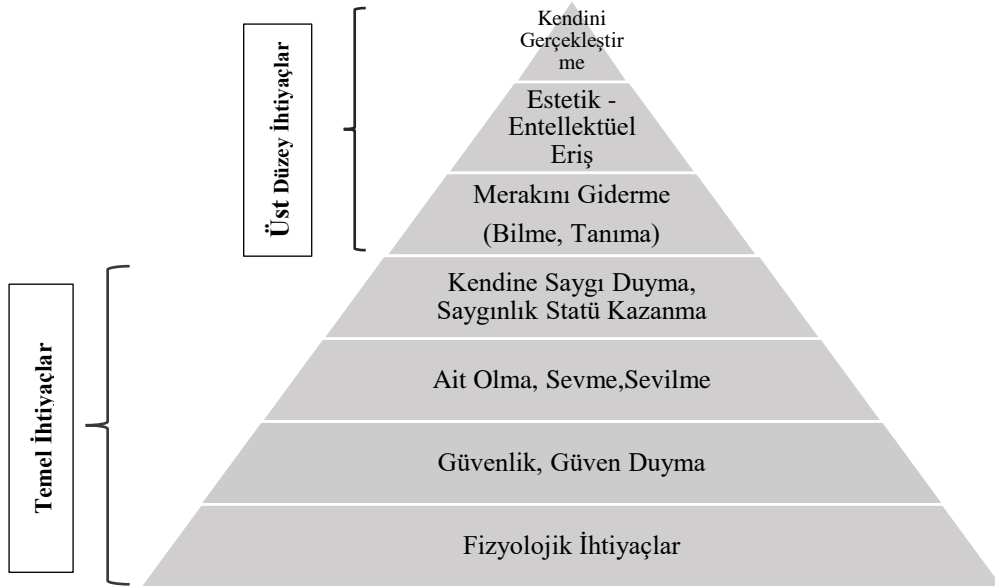 Kendini
Gerçekleştir
me
Estetik -
Entellektüel
Eriş
Merakını Giderme
(Bilme, Tanıma)
Üst Düzey İhtiyaçlar
Kendine Saygı Duyma,
Saygınlık Statü Kazanma
Ait Olma, Sevme,Sevilme
Güvenlik, Güven Duyma
Fizyolojik İhtiyaçlar
Temel İhtiyaçlar